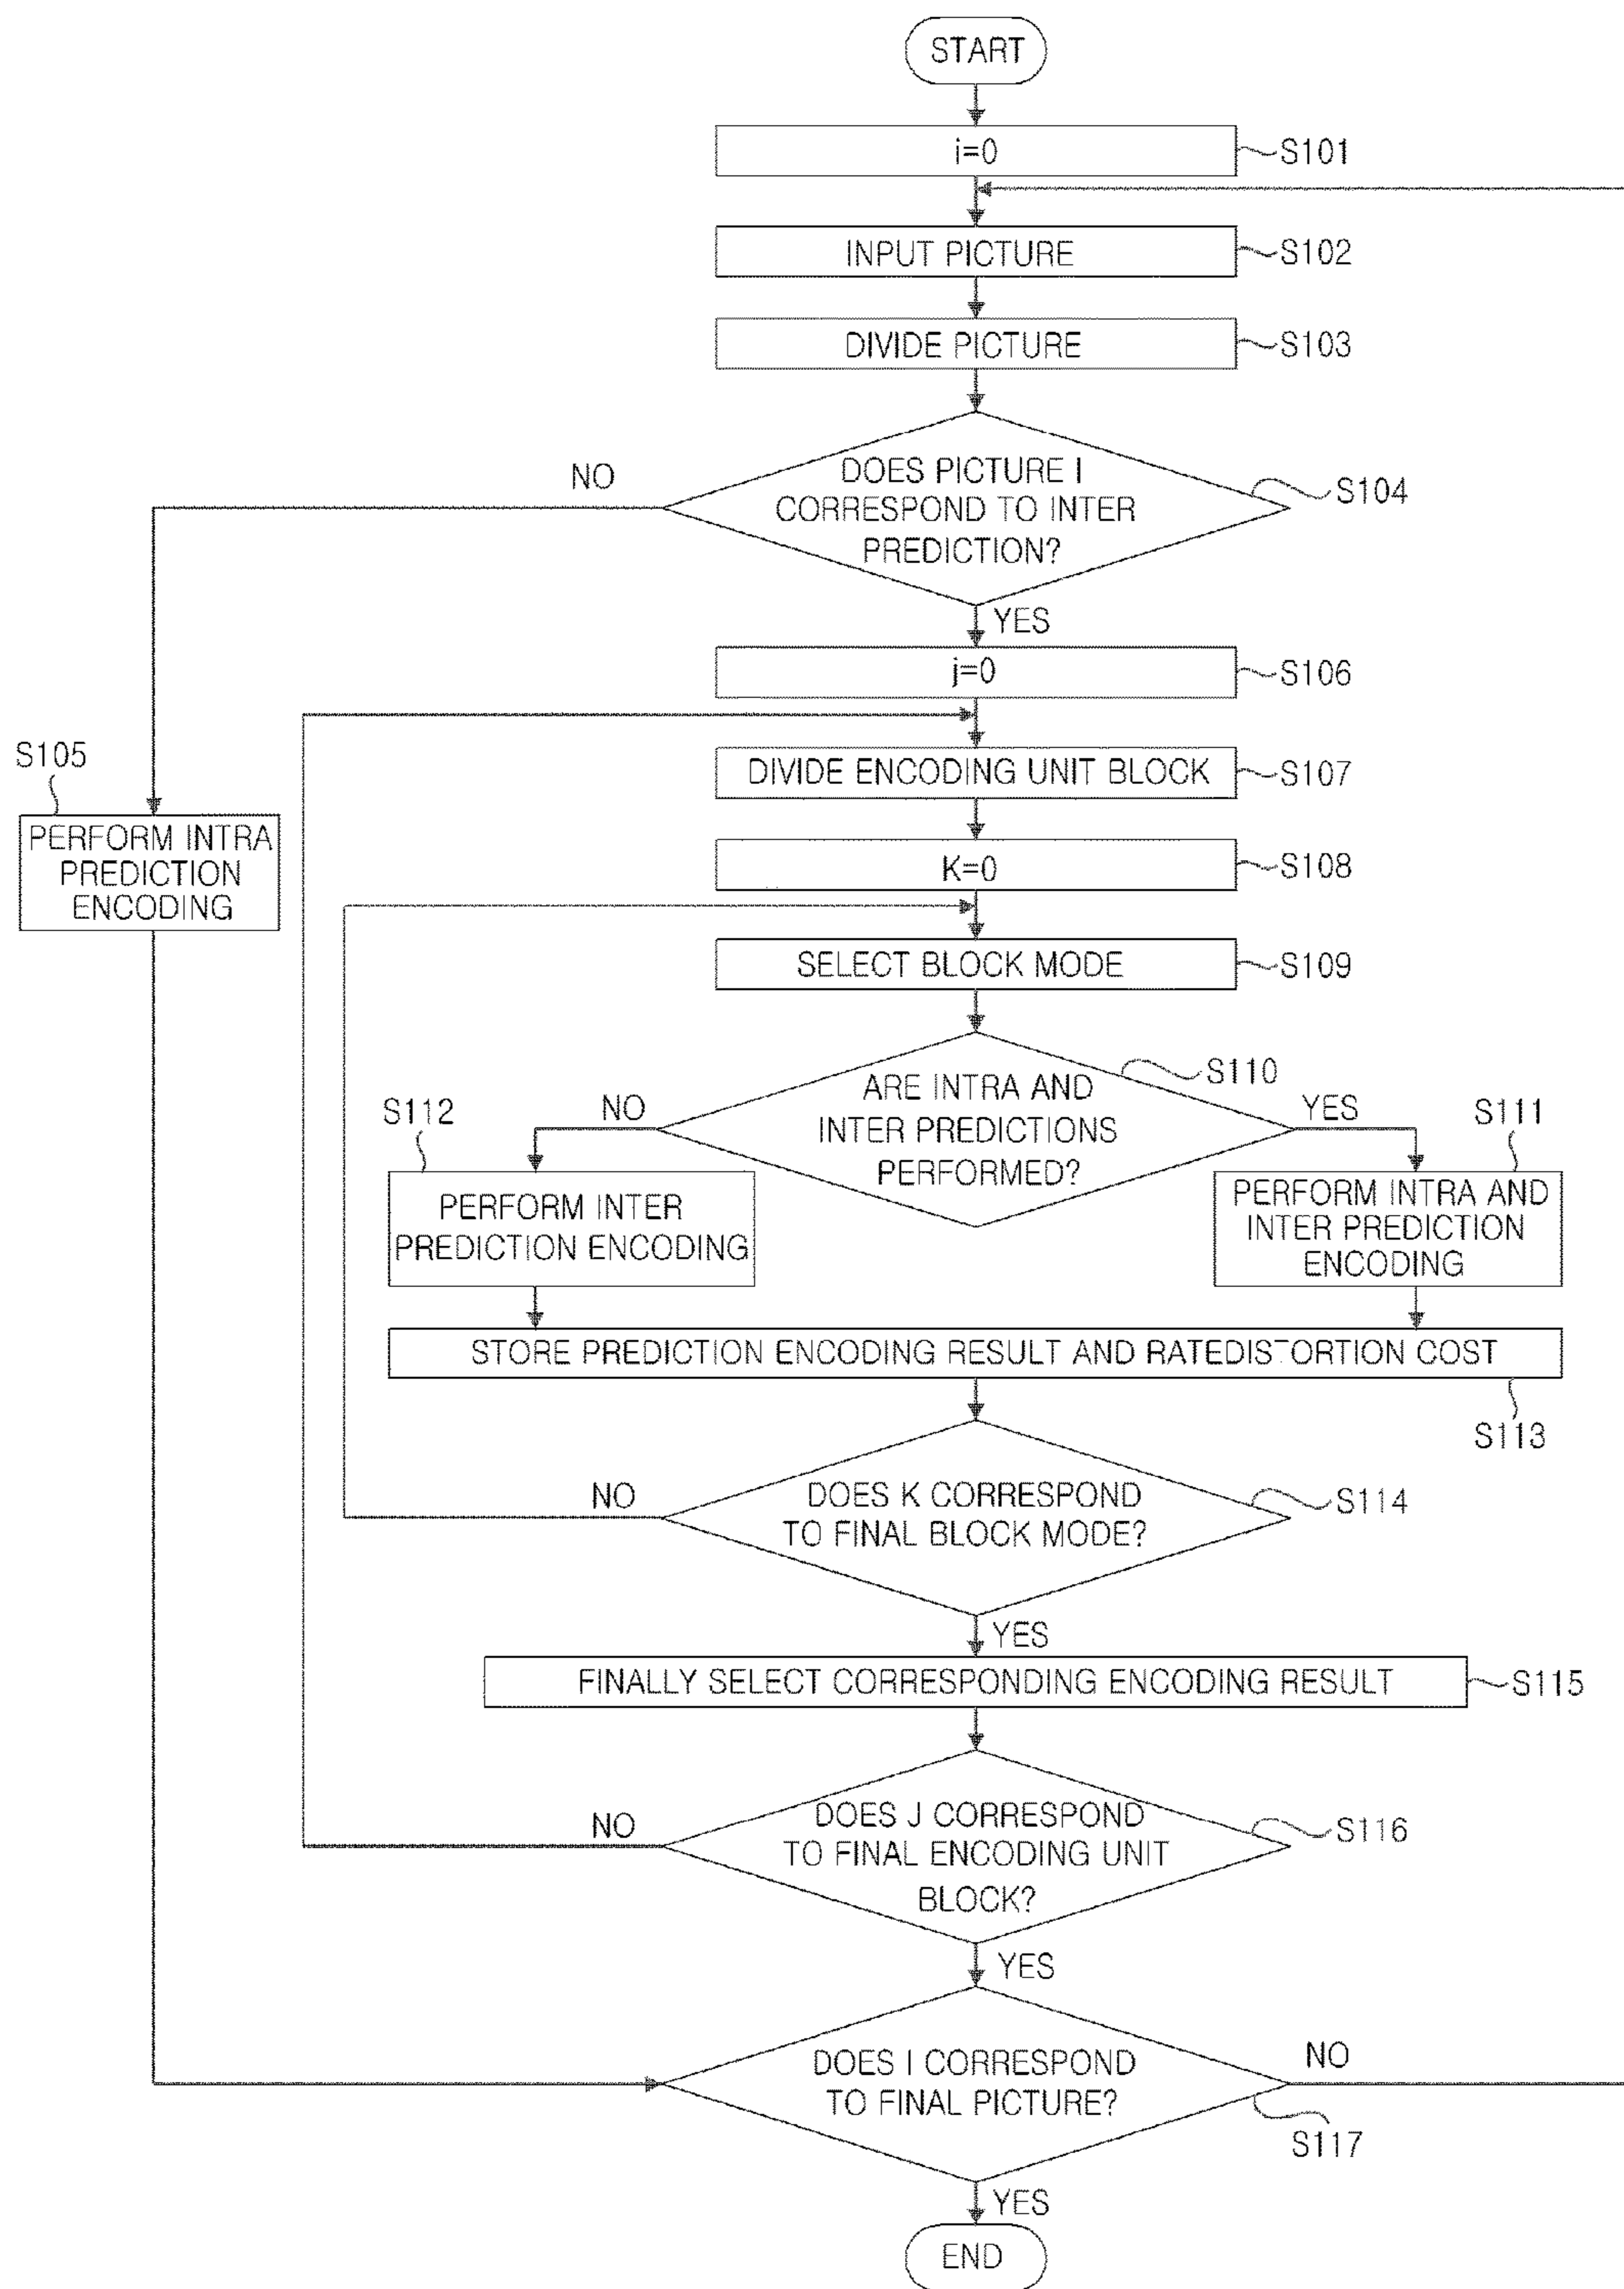 START
i=0
S101
INPUT PICTURE
S102
DIVIDE PICTURE
S103
NO
DOES PICTURE I
CORRESPOND TO INTER
PREDICTION?
S104
YES
j=0
S106
S105
PERFORM INTRA
PREDICTION
ENCODING
DIVIDE ENCODING UNIT BLOCK
S107
K=0
S108
SELECT BLOCK MODE
S109
ARE INTRA AND
INTER PREDICTIONS
PERFORMED?
S110
NO
YES
S112
S111
PERFORM INTER
PREDICTION ENCODING
PERFORM INTRA AND
INTER PREDICTION
ENCODING
STORE PREDICTION ENCODING RESULT AND RATEDISTORTION COST
S113
NO
DOES K CORRESPOND
TO FINAL BLOCK MODE?
S114
YES
FINALLY SELECT CORRESPONDING ENCODING RESULT
S115
NO
DOES J CORRESPOND
TO FINAL ENCODING UNIT
BLOCK?
S116
YES
DOES I CORRESPOND
TO FINAL PICTURE?
NO
S117
YES
END